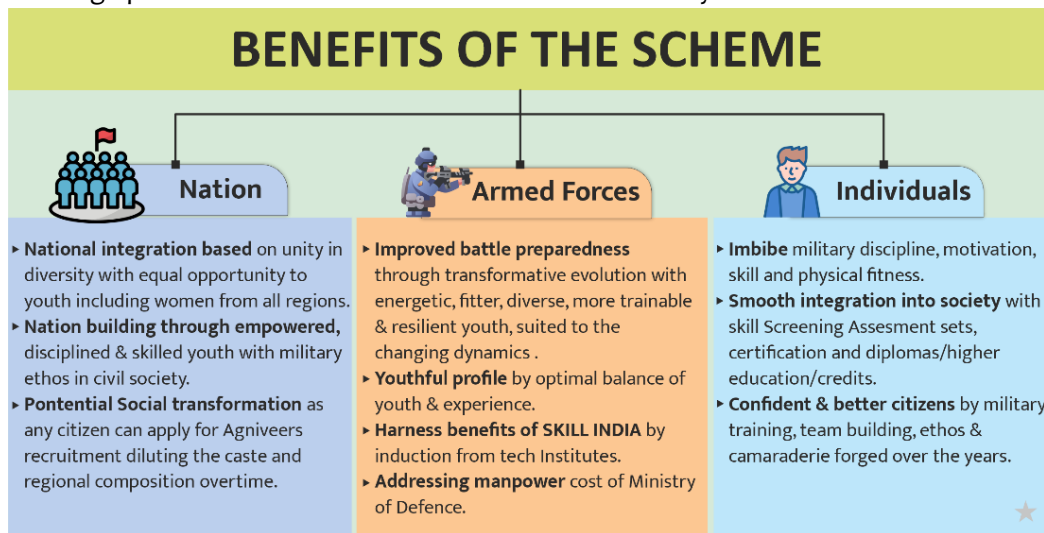 BENEFITS OF THE SCHEME
Nation
▸ National integration based on unity in
diversity with equal opportunity to
youth including women from all regions.
▸ Nation building through empowered,
disciplined & skilled youth with military
ethos in civil society.
▸ Pontential Social transformation as
any citizen can apply for Agniveers
recruitment diluting the caste and
regional composition overtime.
Armed Forces
▸ Improved battle preparedness
through transformative evolution with
energetic, fitter, diverse, more trainable
& resilient youth, suited to the
changing dynamics .
▸ Youthful profile by optimal balance of
youth & experience.
▸ Harness benefits of SKILL INDIA by
induction from tech Institutes.
▸ Addressing manpower cost of Ministry
of Defence.
Individuals
▸ Imbibe military discipline, motivation,
skill and physical fitness.
▸ Smooth integration into society with
skill Screening Assesment sets,
certification and diplomas/higher
education/credits.
▸ Confident & better citizens by military
training, team building, ethos &
camaraderie forged over the years.